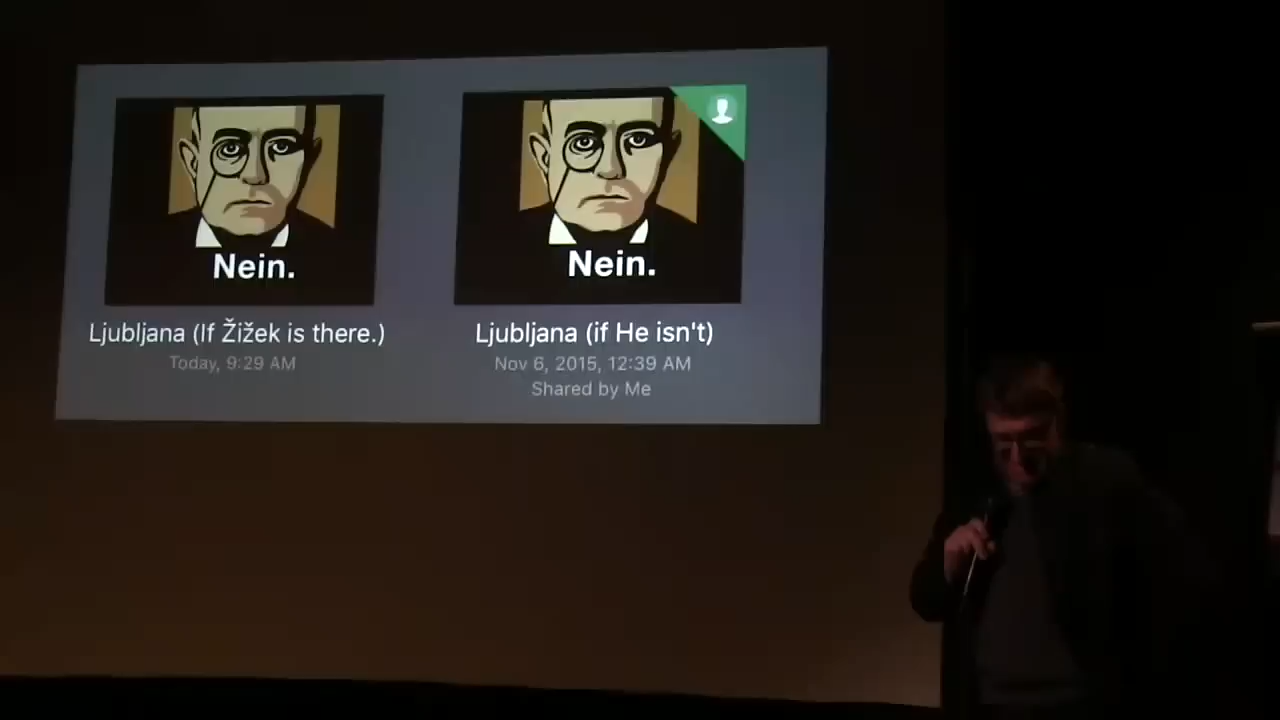 Nein.
Ljubljana (If Žižek is there.)
Today, 9:29 AM
Nein.
Ljubljana (if He isn't)
Nov 6, 2015, 12:39 AM
Shared by Me